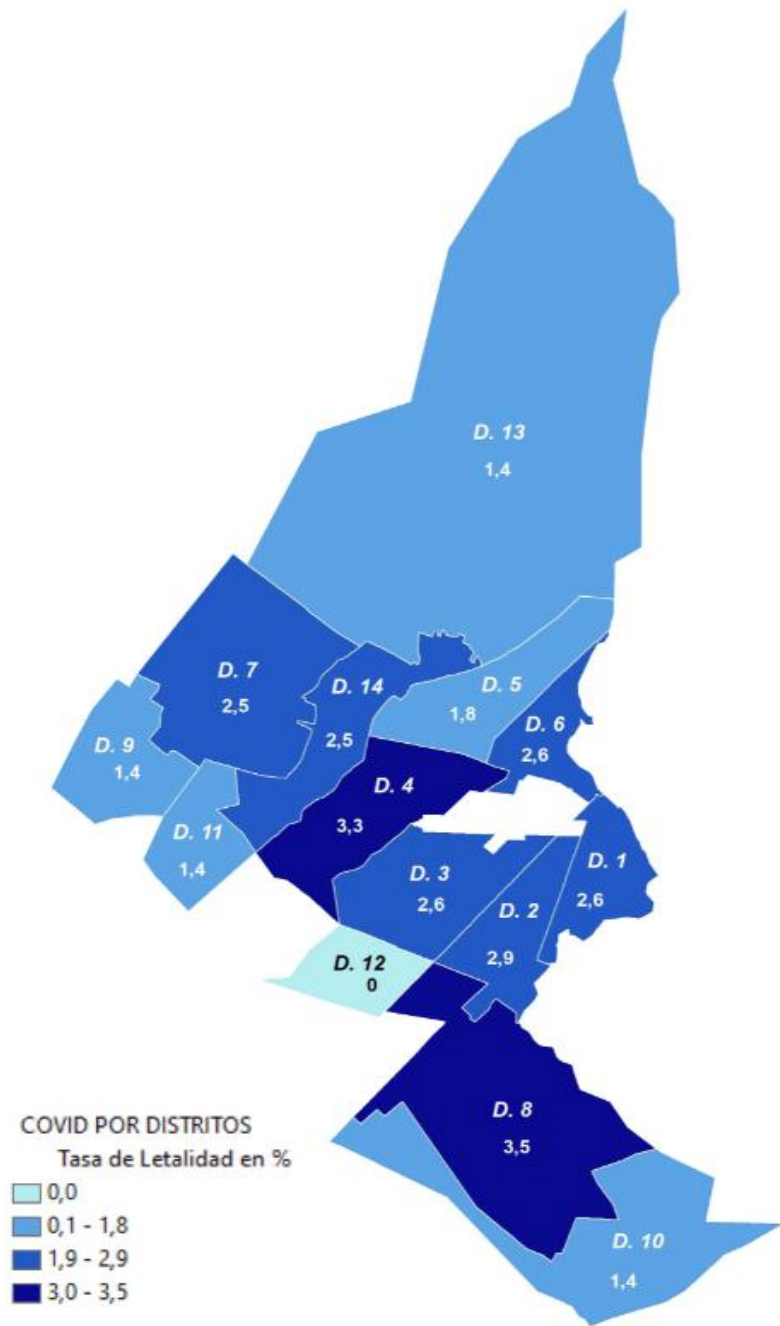 D. 13
1,4
D. 7
2,5
D. 14
2,5
D. 5
1,8
D. 6
2,6
D. 9
1,4
D. 4
3,3
D. 11
1,4
D. 3
2,6
D. 1
2,6
D. 2
2,9
D. 12
0
D. 8
3,5
D. 10
1,4
COVID POR DISTRITOS
Tasa de Letalidad en %
0,0
0,1 - 1,8
1,9 - 2,9
3,0 - 3,5